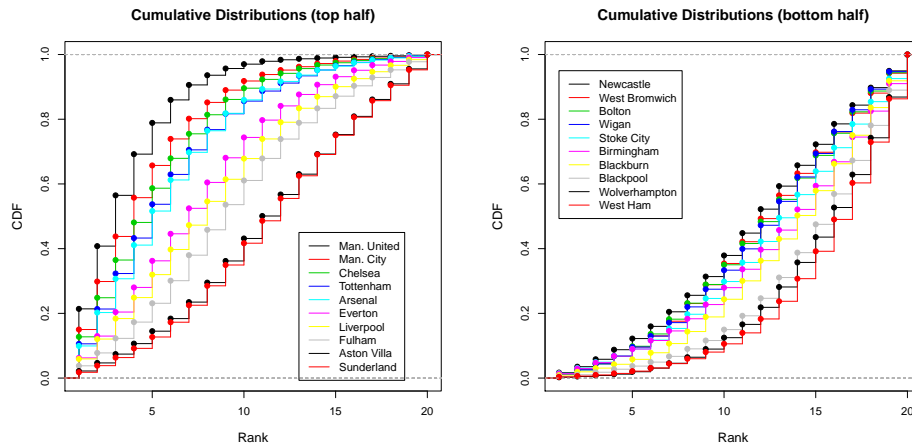 Cumulative Distributions (top half)
CDF
1.0
0.8
0.6
0.4
0.2
0.0
Man. United
Man. City
Chelsea
Tottenham
Arsenal
Everton
Liverpool
Fulham
Aston Villa
Sunderland
5
10
15
20
Rank
Cumulative Distributions (bottom half)
CDF
1.0
0.8
0.6
0.4
0.2
0.0
Newcastle
West Bromwich
Bolton
Wigan
Stoke City
Birmingham
Blackburn
Blackpool
Wolverhampton
West Ham
5
10
15
20
Rank